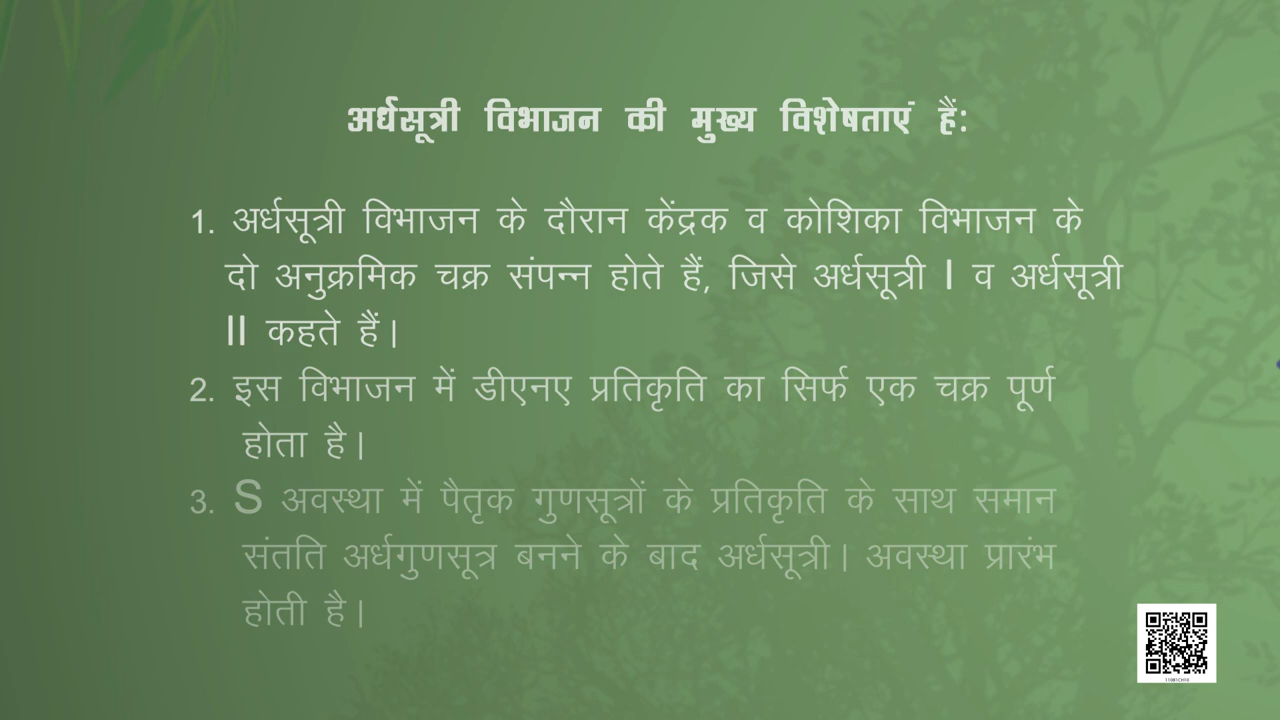 अर्धसूत्री विभाजन की मुख्य विशेषताएं हैं:
1. अर्धसूत्री विभाजन के दौरान केंद्रक व कोशिका विभाजन के
दो अनुक्रमिक चक्र संपन्न होते हैं, जिसे अर्धसूत्री I व अर्धसूत्री
II कहते हैं।
2. इस विभाजन में डीएनए प्रतिकृति का सिर्फ एक चक्र पूर्ण
होता है।
3. S अवस्था में पैतृक गुणसूत्रों के प्रतिकृति के साथ समान
संतति अर्धगुणसूत्र बनने के बाद अर्धसूत्री। अवस्था प्रारंभ
होती है।